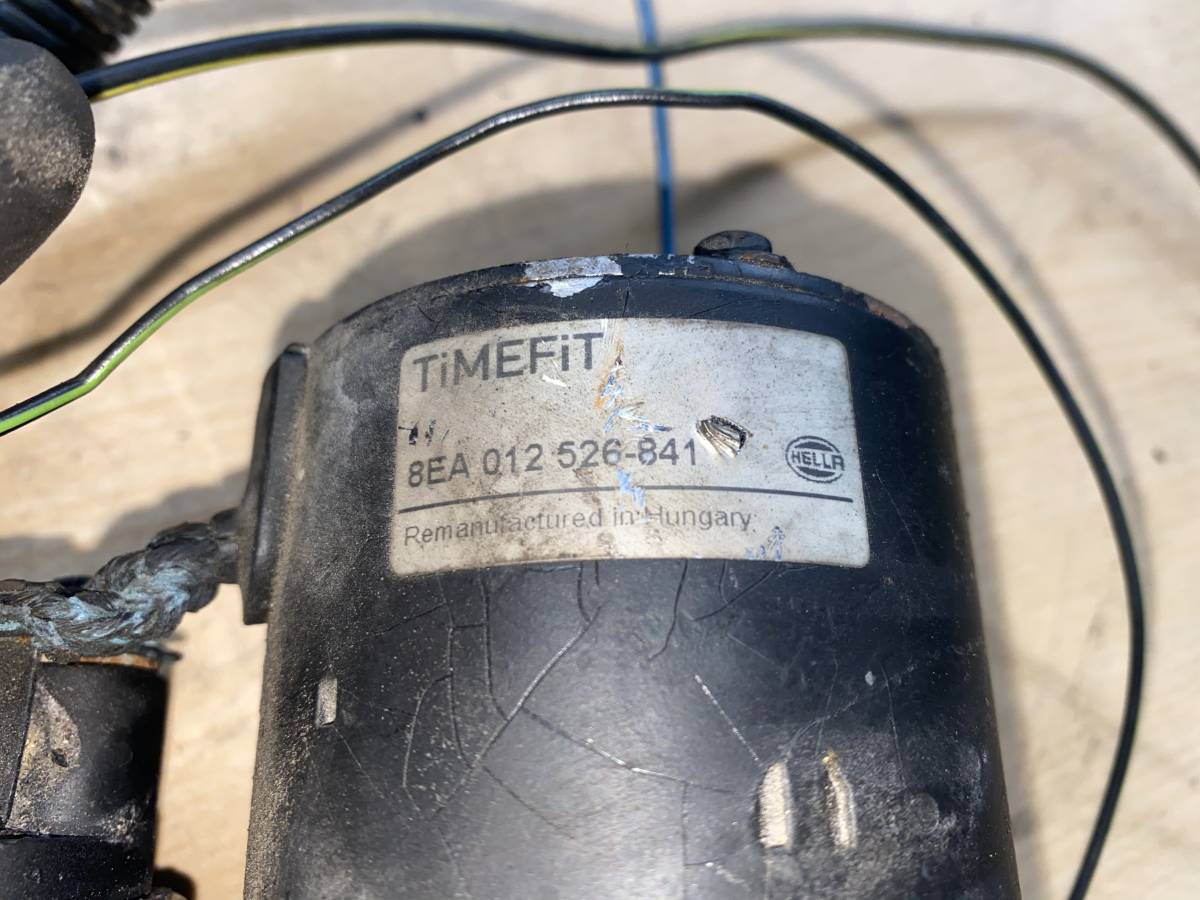 TiMEFiT
8EA 012 526-841
HELLA
Remanufactured in Hungary